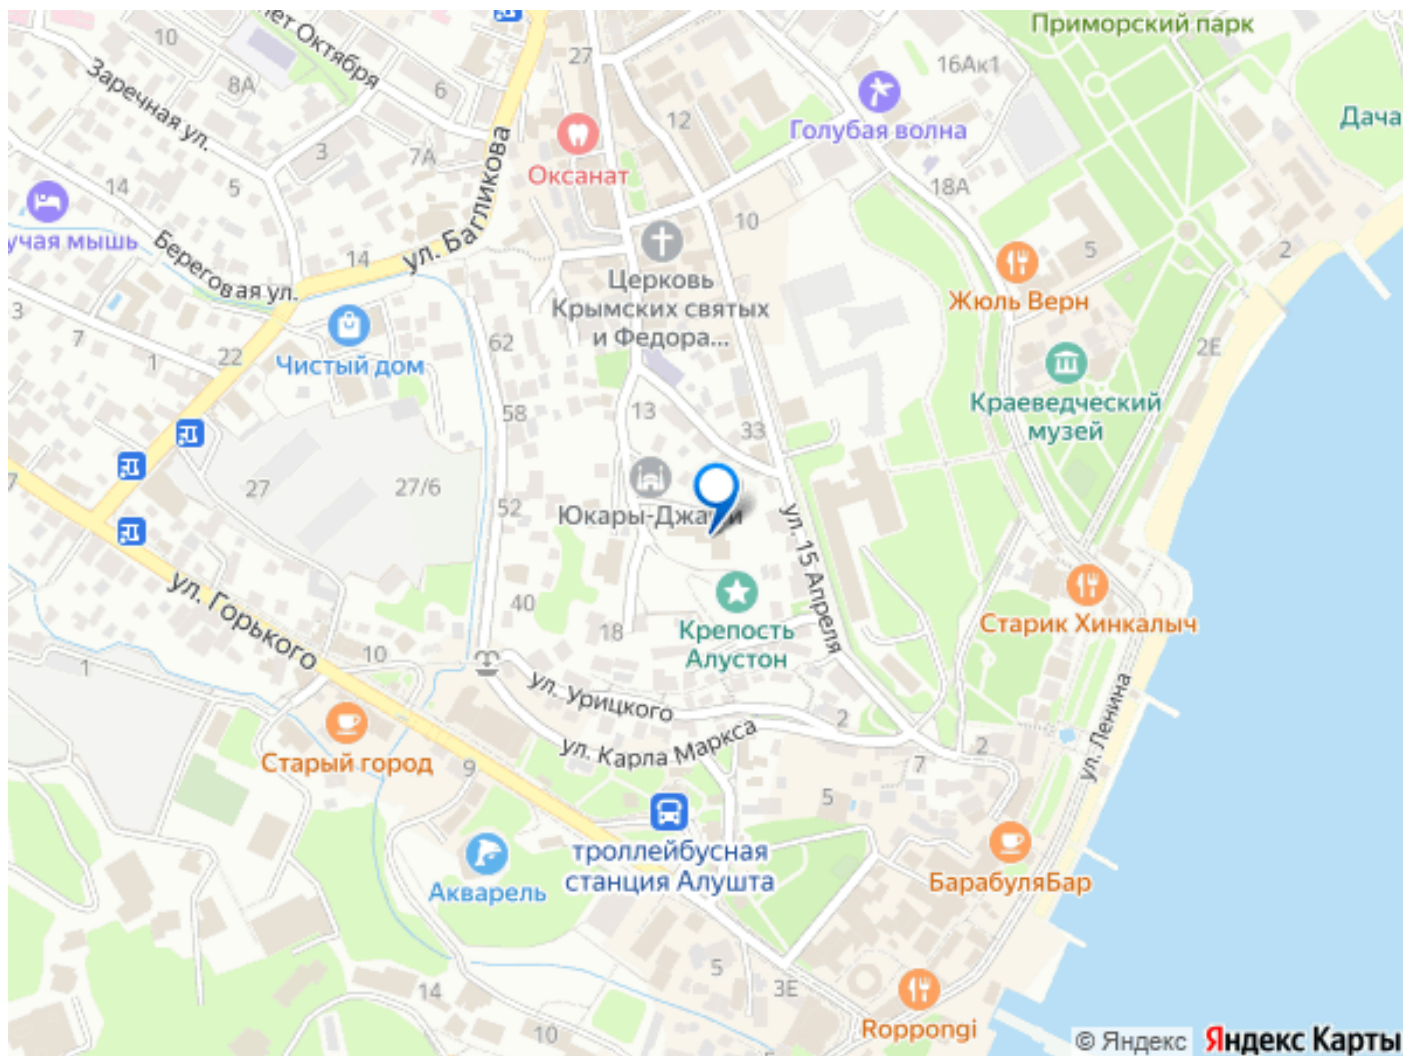 Приморский парк
лет Октября
10
27
16Ак1
8А
6
Заречная ул.
12
Голубая волна
Дача
3
7А
ул. Багликова
Оксанат
14
5
18А
10
учая мышь
Береговая ул.
14
5
2
Церковь
Крымских святых
и Федора...
Жюль Верн
3
7
1
22
Чистый дом
62
2Е
Краеведческий
музей
58
13
33
27
27/6
52
Юкары-Джами
7
ул. 15 Апреля
ул. Горького
40
18
Крепость
Алустон
Старик Хинкалыч
1
10
ул. Урицкого
2
ул. Ленина
ул. Карла Маркса
2
7
Старый город
9
5
троллейбусная
станция Алушта
Акварель
БарабуляБар
5
3Е
14
10
Roppongi
© Яндекс Яндекс Карты